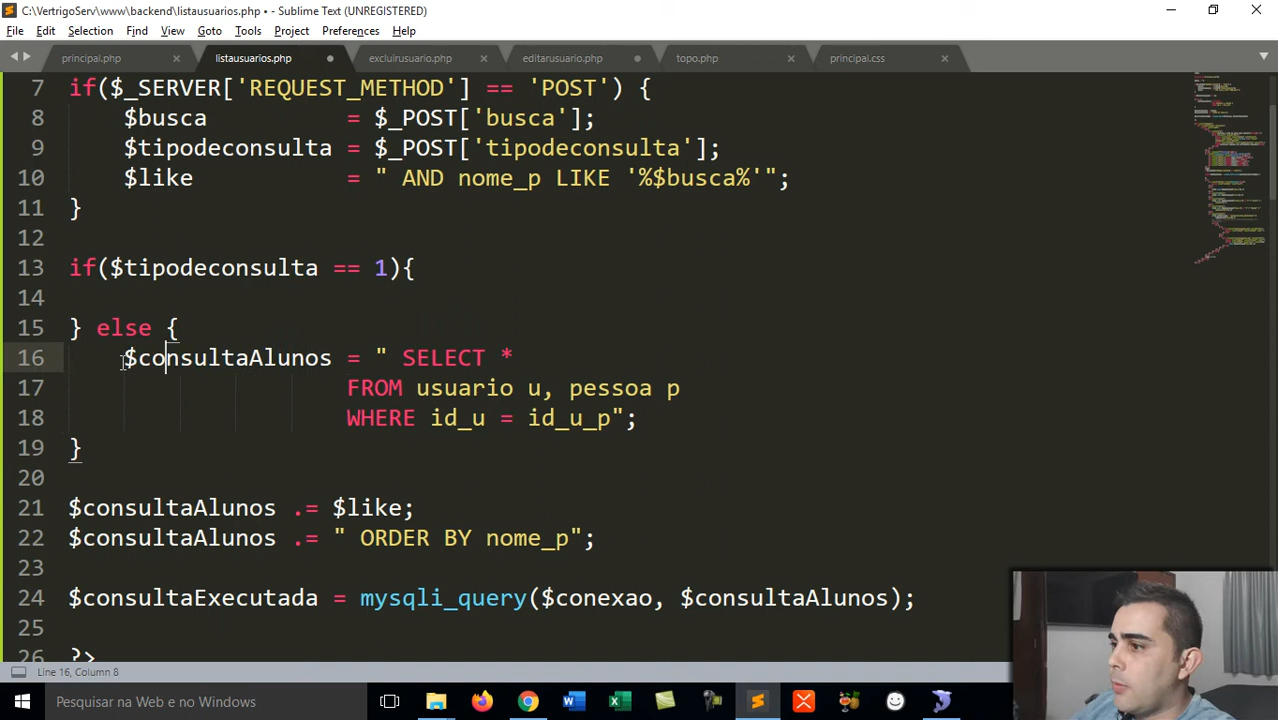 C:\VertrigoServ\www\backend\listausuarios.php • - Sublime Text (UNREGISTERED)
File Edit Selection Find View Goto Tools Project Preferences Help
principal.php listausuarios.php excluirusuario.php editarusuario.php topo.php principal.css
7 if($_SERVER['REQUEST_METHOD'] == 'POST') {
8 $busca = $_POST['busca'];
9 $tipodeconsulta = $_POST['tipodeconsulta'];
10 $like = " AND nome_p LIKE '%$busca%'";
11 }
12
13 if($tipodeconsulta == 1){
14
15 } else {
16 $consultaAlunos = " SELECT *
17 FROM usuario u, pessoa p
18 WHERE id_u = id_u_p";
19 }
20
21 $consultaAlunos .= $like;
22 $consultaAlunos .= " ORDER BY nome_p";
23
24 $consultaExecutada = mysqli_query($conexao, $consultaAlunos);
25
26 ?>
Line 16, Column 8
Pesquisar na Web e no Windows